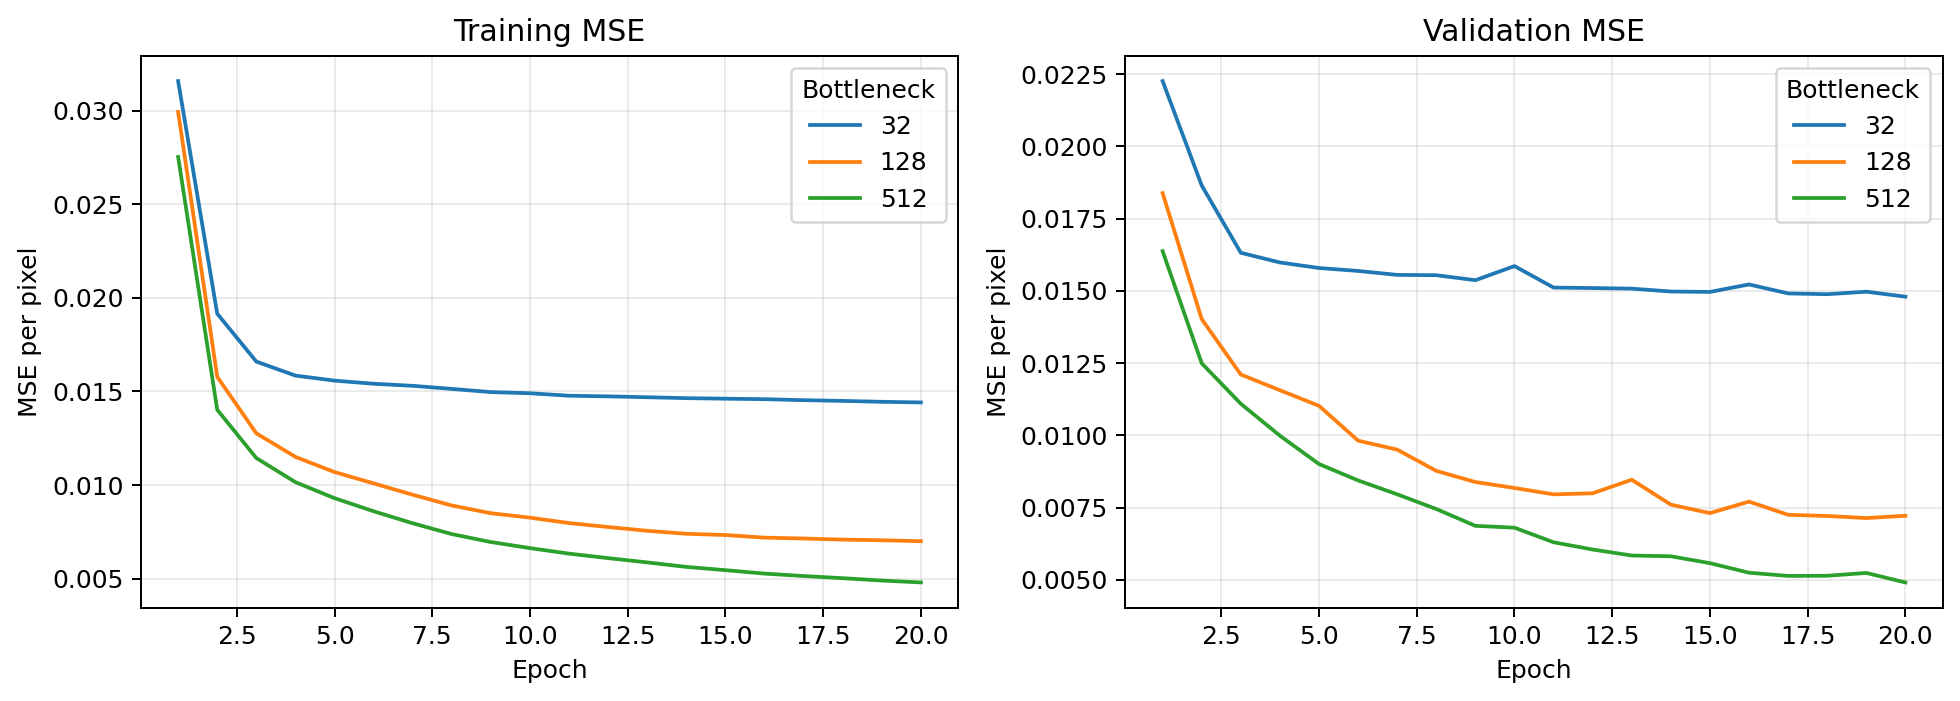 Training MSE
MSE per pixel
0.030
0.025
0.020
0.015
0.010
0.005
2.5 5.0 7.5 10.0 12.5 15.0 17.5 20.0
Epoch
Bottleneck
32
128
512
Validation MSE
MSE per pixel
0.0225
0.0200
0.0175
0.0150
0.0125
0.0100
0.0075
0.0050
2.5 5.0 7.5 10.0 12.5 15.0 17.5 20.0
Epoch
Bottleneck
32
128
512